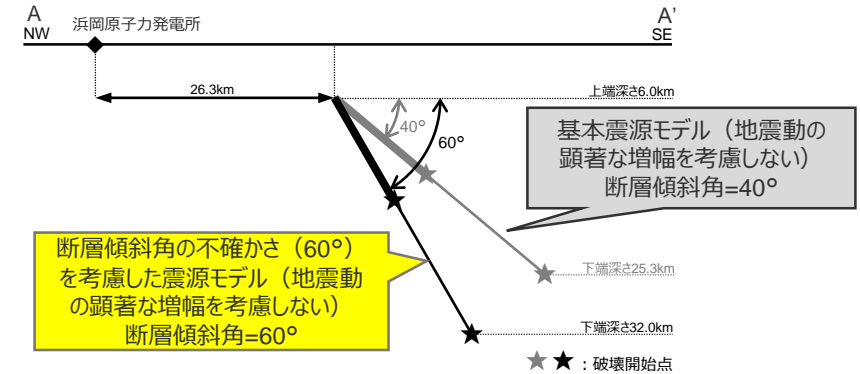 A
NW
浜岡原子力発電所
A'
SE
26.3km
上端深さ6.0km
40°
60°
基本震源モデル（地震動の
顕著な増幅を考慮しない）
断層傾斜角=40°
断層傾斜角の不確かさ（60°）
を考慮した震源モデル（地震動
の顕著な増幅を考慮しない）
断層傾斜角=60°
下端深さ25.3km
下端深さ32.0km
★ ★ ：破壊開始点